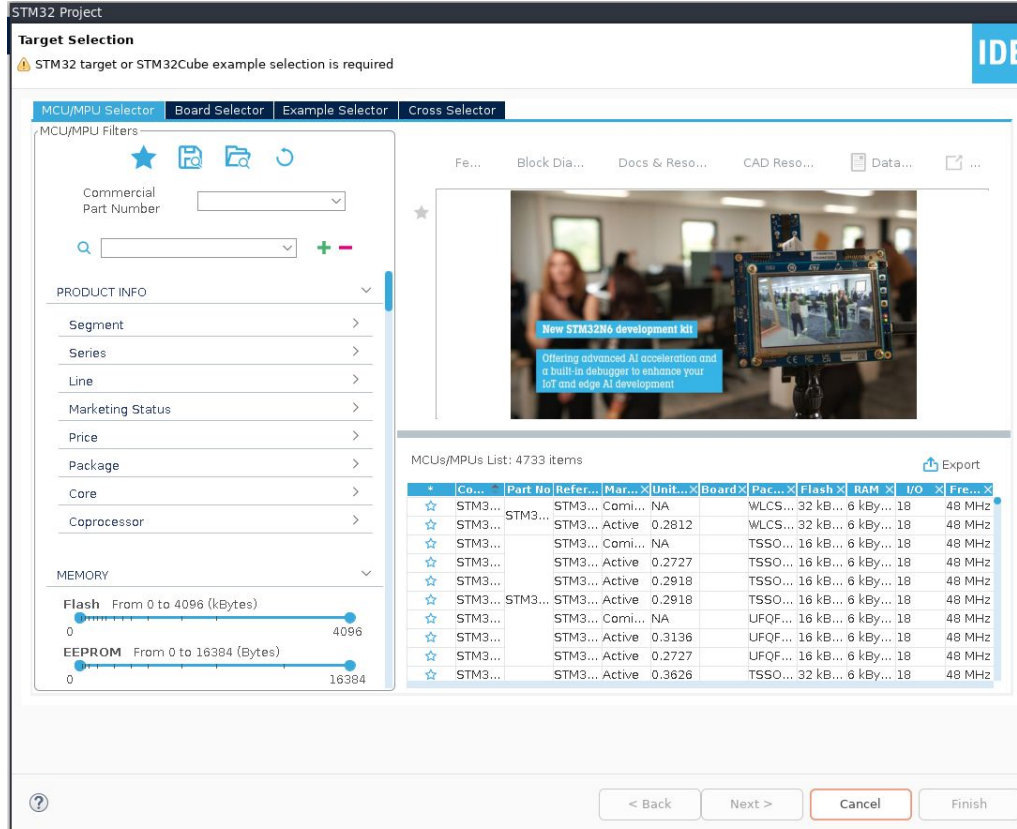 STM32 Project
Target Selection
STM32 target or STM32Cube example selection is required
IDE
MCU/MPU Selector Board Selector Example Selector Cross Selector
MCU/MPU Filters
Commercial
Part Number
PRODUCT INFO
Segment
Series
Line
Marketing Status
Price
Package
Core
Coprocessor
MEMORY
Flash From 0 to 4096 (kBytes)
0 4096
EEPROM From 0 to 16384 (Bytes)
0 16384
Fe... Block Dia... Docs & Reso... CAD Reso... Data... ...
New STM32N6 development kit
Offering advanced AI acceleration and
a built-in debugger to enhance your
IoT and edge AI development
MCUs/MPUs List: 4733 items
Export
* Co... Part No Refer... Mar... X Unit... X Board X Pac... X Flash X RAM X I/O X Fre... X
STM3... STM3... STM3... Comi... NA WLCS... 32 kB... 6 kBy... 18 48 MHz
STM3... STM3... Active 0.2812 WLCS... 32 kB... 6 kBy... 18 48 MHz
STM3... STM3... Comi... NA TSSO... 16 kB... 6 kBy... 18 48 MHz
STM3... STM3... Active 0.2727 TSSO... 16 kB... 6 kBy... 18 48 MHz
STM3... STM3... Active 0.2918 TSSO... 16 kB... 6 kBy... 18 48 MHz
STM3... STM3... STM3... Active 0.2918 TSSO... 16 kB... 6 kBy... 18 48 MHz
STM3... STM3... Comi... NA UFQF... 16 kB... 6 kBy... 18 48 MHz
STM3... STM3... Active 0.3136 UFQF... 16 kB... 6 kBy... 18 48 MHz
STM3... STM3... Active 0.2727 UFQF... 16 kB... 6 kBy... 18 48 MHz
STM3... STM3... Active 0.3626 TSSO... 32 kB... 6 kBy... 18 48 MHz
? < Back Next > Cancel Finish